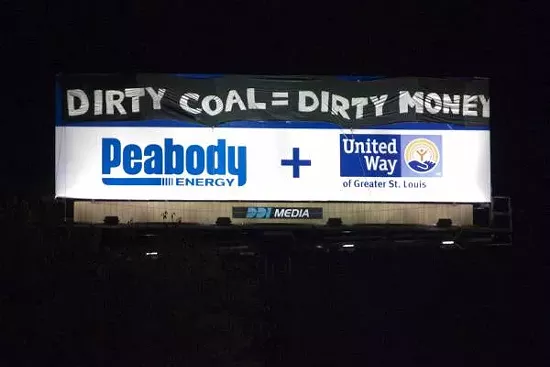 DIRTY COAL = DIRTY MONEY
Peabody
ENERGY
+
United
Way
of Greater St. Louis
DDI MEDIA